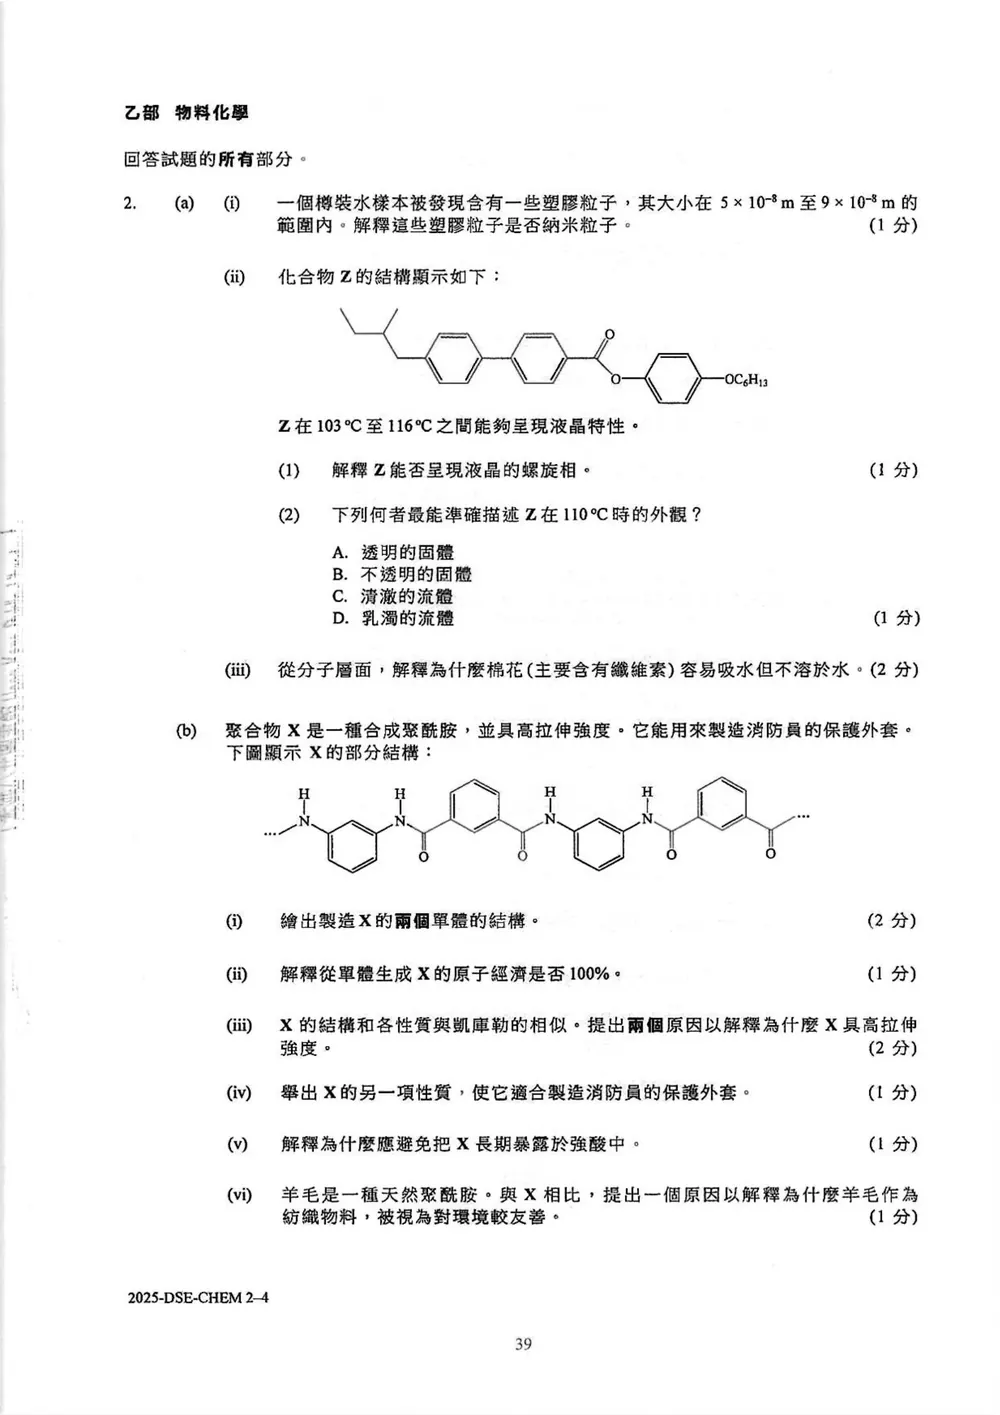 乙部 物料化學
回答試題的所有部分。
2. (a) (i) 一個樽裝水樣本被發現含有一些塑膠粒子，其大小在 5 × 10⁻⁸ m 至 9 × 10⁻⁸ m 的
範圍內。解釋這些塑膠粒子是否納米粒子。 (1 分)
(ii) 化合物 Z 的結構顯示如下：
O
O
OC₆H₁₃
Z 在 103 °C 至 116 °C 之間能夠呈現液晶特性。
(1) 解釋 Z 能否呈現液晶的螺旋相。 (1 分)
(2) 下列何者最能準確描述 Z 在 110 °C 時的外觀？
A. 透明的固體
B. 不透明的固體
C. 清澈的流體
D. 乳濁的流體 (1 分)
(iii) 從分子層面，解釋為什麼棉花(主要含有纖維素)容易吸水但不溶於水。(2 分)
(b) 聚合物 X 是一種合成聚酰胺，並具高拉伸強度。它能用來製造消防員的保護外套。
下圖顯示 X 的部分結構：
H H H H
N N N N
O O O O
(i) 繪出製造 X 的兩個單體的結構。 (2 分)
(ii) 解釋從單體生成 X 的原子經濟是否 100%。 (1 分)
(iii) X 的結構和各性質與凱庫勒的相似。提出兩個原因以解釋為什麼 X 具高拉伸
強度。 (2 分)
(iv) 舉出 X 的另一項性質，使它適合製造消防員的保護外套。 (1 分)
(v) 解釋為什麼應避免把 X 長期暴露於強酸中。 (1 分)
(vi) 羊毛是一種天然聚酰胺。與 X 相比，提出一個原因以解釋為什麼羊毛作為
紡織物料，被視為對環境較友善。 (1 分)
2025-DSE-CHEM 2–4
39